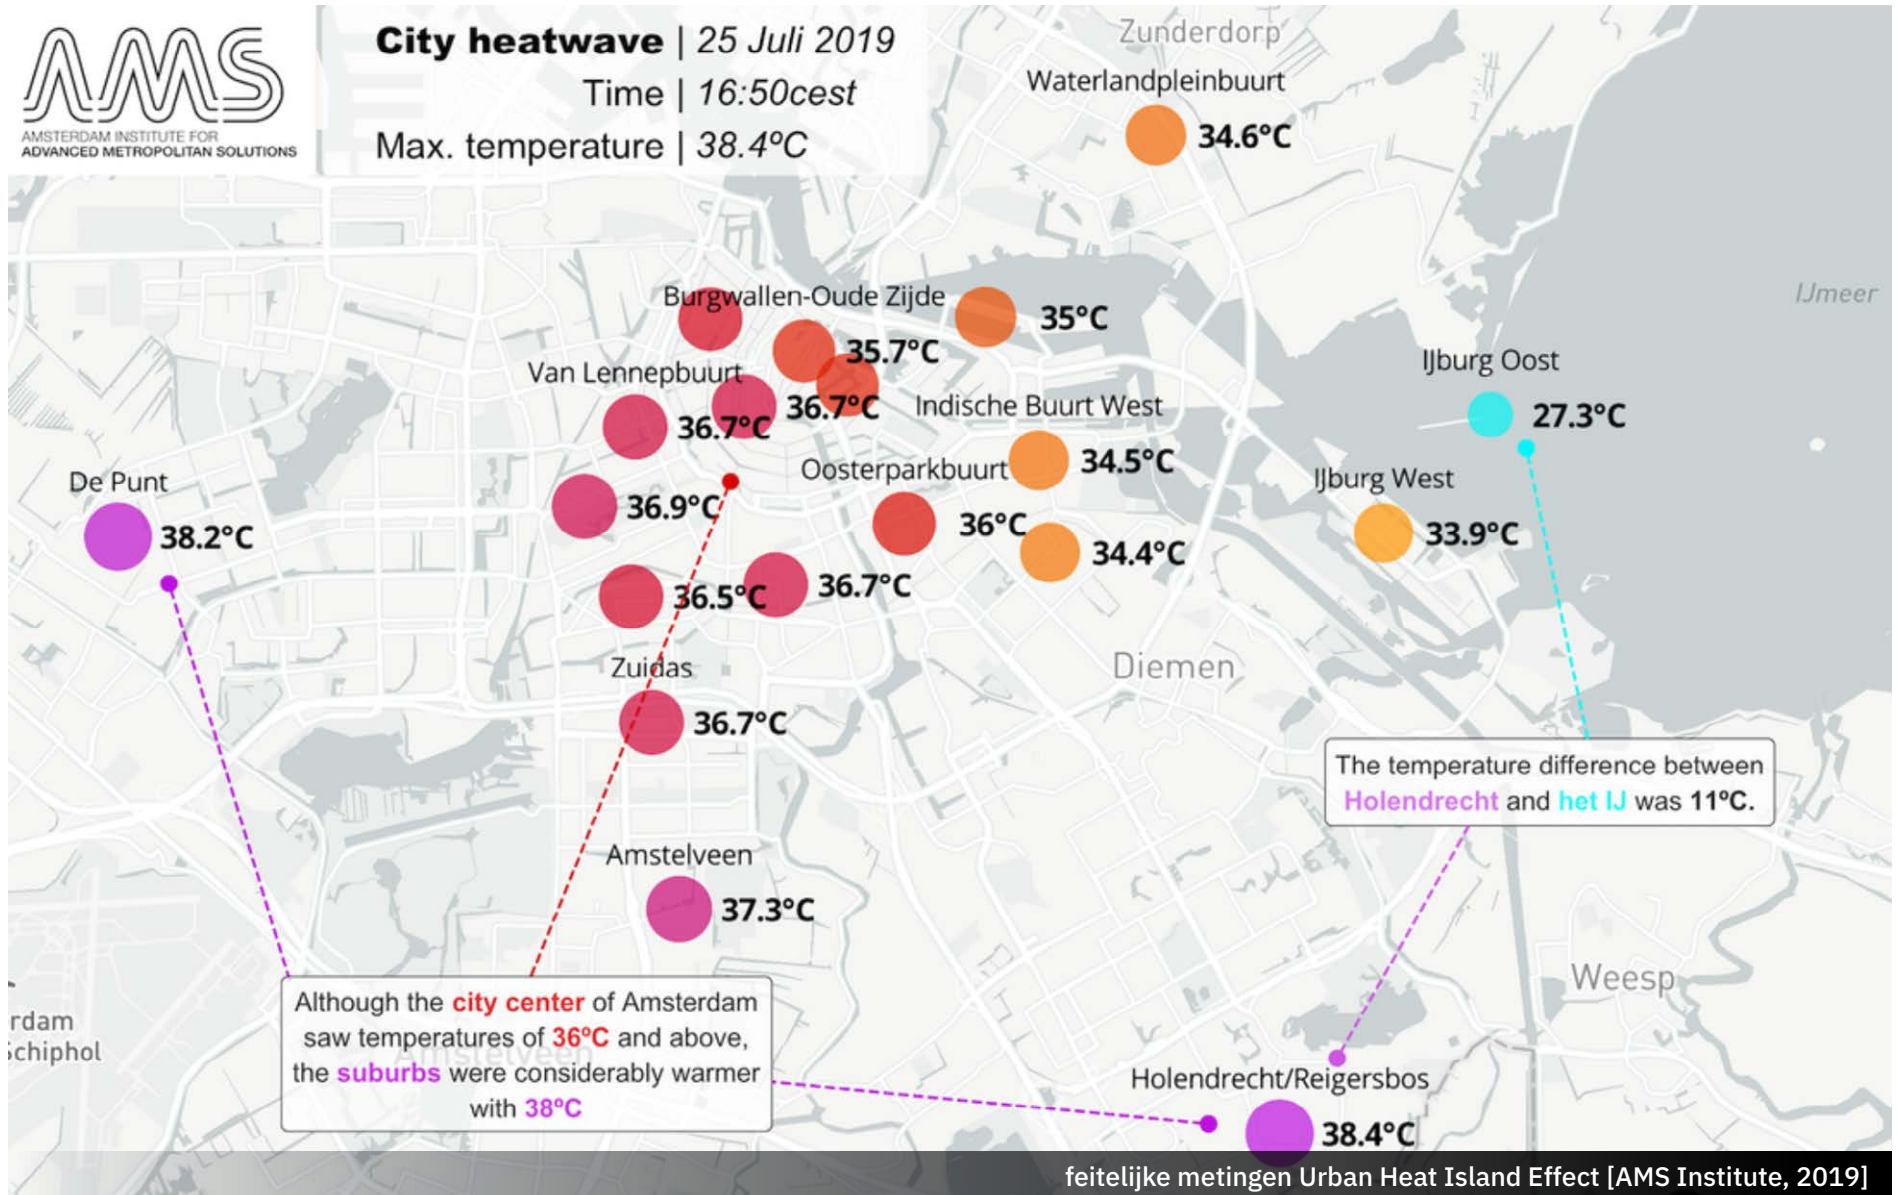 AMS
AMSTERDAM INSTITUTE FOR
ADVANCED METROPOLITAN SOLUTIONS
City heatwave | 25 Juli 2019
Time | 16:50cest
Max. temperature | 38.4ºC
Zunderdorp
Waterlandpleinbuurt
34.6°C
IJmeer
Burgwallen-Oude Zijde
35°C
35.7°C
Van Lennepbuurt
36.7°C
36.7°C
Indische Buurt West
34.5°C
IJburg Oost
27.3°C
Oosterparkbuurt
36°C
34.4°C
IJburg West
33.9°C
De Punt
38.2°C
36.9°C
36.5°C
36.7°C
Zuidas
36.7°C
Diemen
The temperature difference between
Holendrecht and het IJ was 11ºC.
Amstelveen
37.3°C
Weesp
rdam
Schiphol
Amstelveen
Although the city center of Amsterdam
saw temperatures of 36ºC and above,
the suburbs were considerably warmer
with 38ºC
Holendrecht/Reigersbos
38.4°C
feitelijke metingen Urban Heat Island Effect [AMS Institute, 2019]